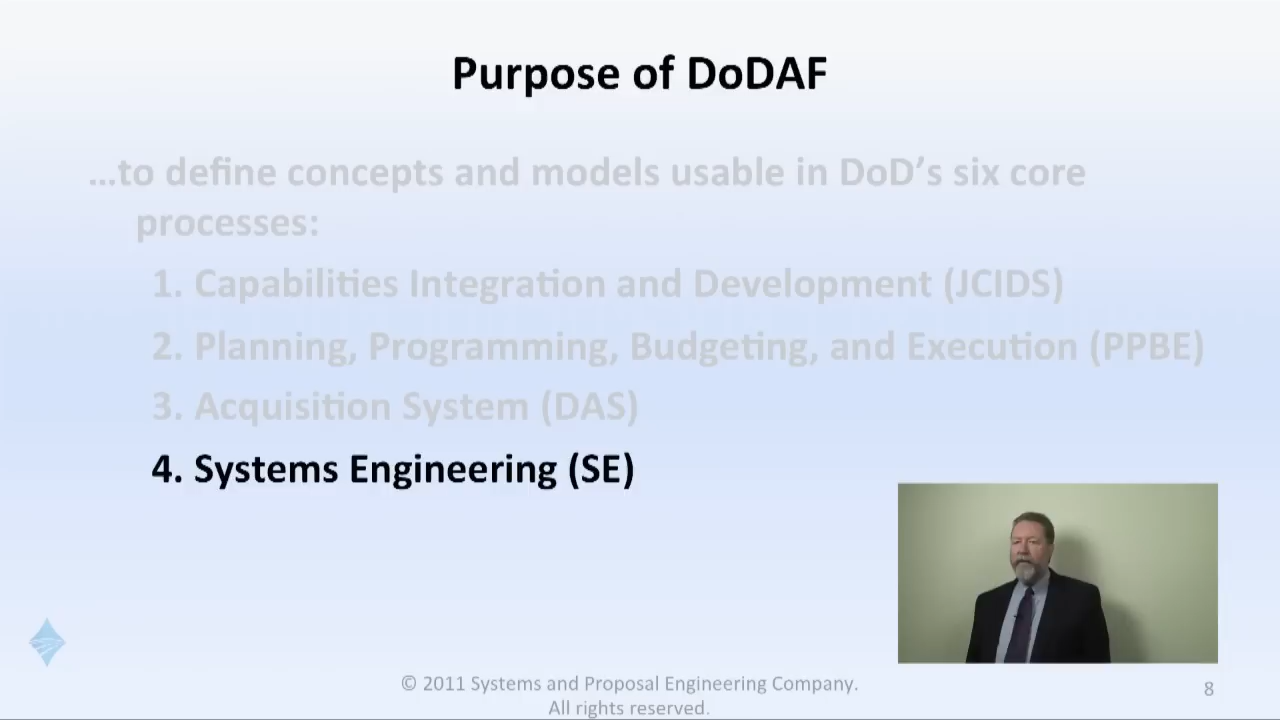 Purpose of DoDAF
...to define concepts and models usable in DoD's six core
processes:
1. Capabilities Integration and Development (JCIDS)
2. Planning, Programming, Budgeting, and Execution (PPBE)
3. Acquisition System (DAS)
4. Systems Engineering (SE)
© 2011 Systems and Proposal Engineering Company.
All rights reserved.
8